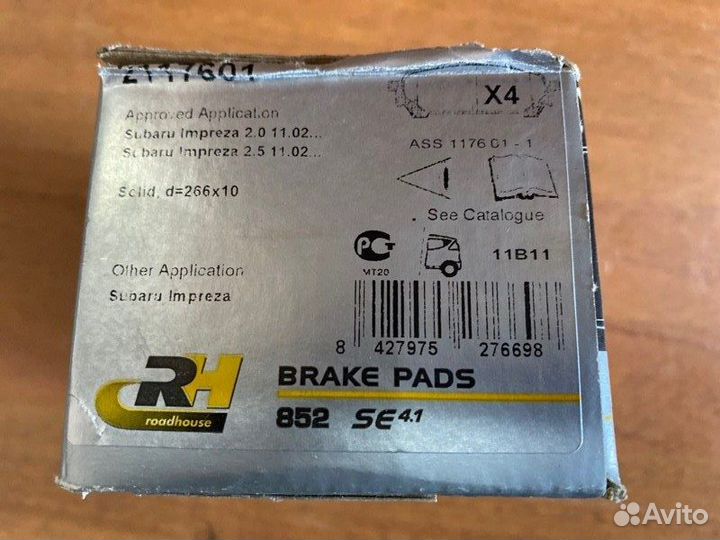 2117601
X4
Approved Application
Subaru Impreza 2.0 11.02...
Subaru Impreza 2.5 11.02...
ASS 117601 - 1
Solid, d=266x10
See Catalogue
PCT
MT20
11B11
Other Application
Subaru Impreza
8 427975 276698
RH
roadhouse
BRAKE PADS
852 SE4.1
Avito